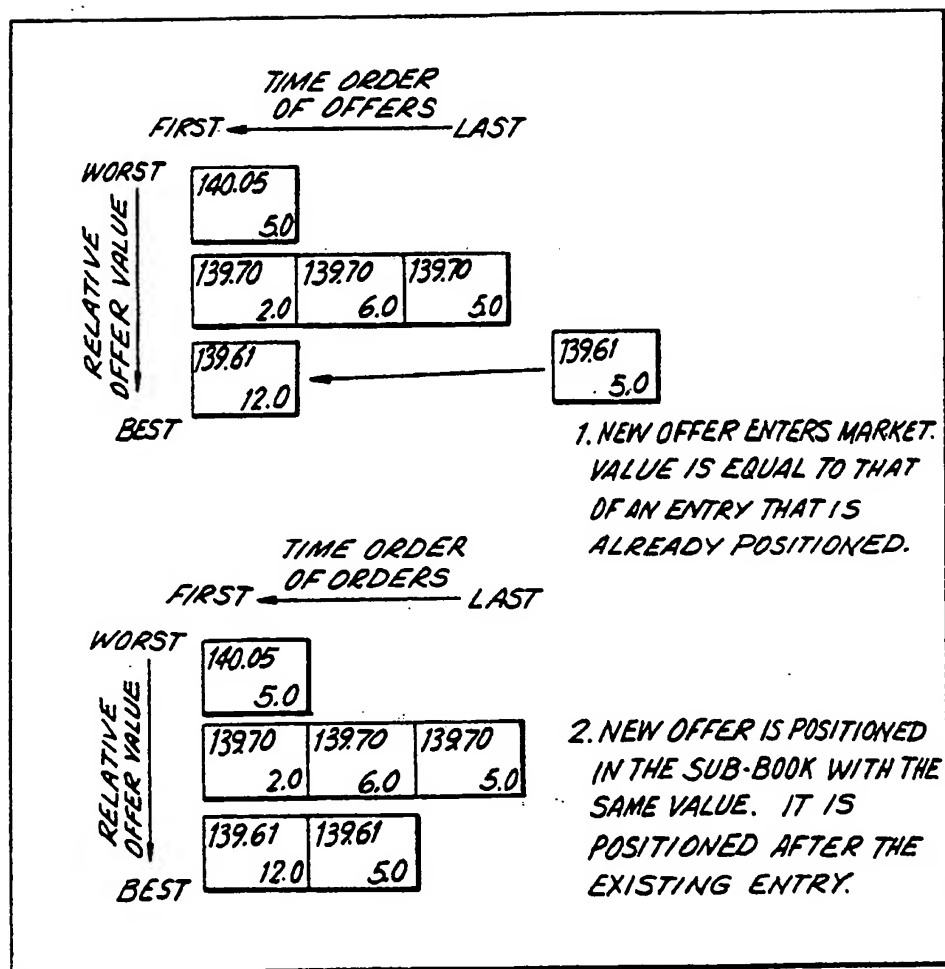 TIME ORDER
OF OFFERS
FIRST LAST
WORST
RELATIVE
OFFER VALUE
BEST
140.05
5.0
139.70 139.70 139.70
2.0 6.0 5.0
139.61 139.61
12.0 5.0
1. NEW OFFER ENTERS MARKET.
VALUE IS EQUAL TO THAT
OF AN ENTRY THAT IS
ALREADY POSITIONED.
TIME ORDER
OF ORDERS
FIRST LAST
WORST
RELATIVE
OFFER VALUE
BEST
140.05
5.0
139.70 139.70 139.70
2.0 6.0 5.0
139.61 139.61
12.0 5.0
2. NEW OFFER IS POSITIONED
IN THE SUB-BOOK WITH THE
SAME VALUE. IT IS
POSITIONED AFTER THE
EXISTING ENTRY.